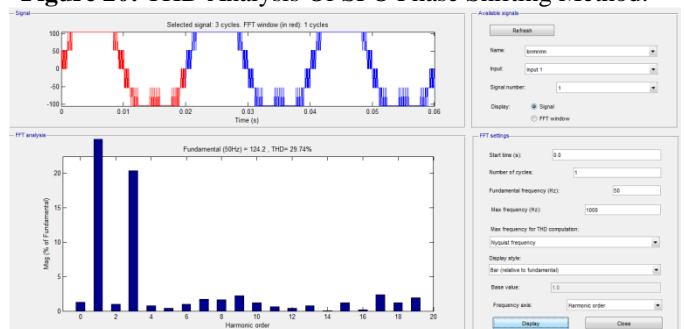 Figure 20: THD Analysis Of SPO Phase Shifting Method.
Signal
Selected signal: 3 cycles. FFT window (in red): 1 cycles
100
50
0
-50
-100
0
0.01
0.02
0.03
0.04
0.05
0.06
Time (s)
FFT analysis
Fundamental (50Hz) = 124.2 , THD= 29.74%
20
15
10
5
0
Mag (% of Fundamental)
0
2
4
6
8
10
12
14
16
18
20
Harmonic order
Available signals
Refresh
Name:
Input:
input 1
Signal number:
1
Display:
Signal
FFT window
FFT settings
Start time (s):
0.0
Number of cycles:
1
Fundamental frequency (Hz):
50
Max frequency (Hz):
1000
Max frequency for THD computation:
Nyquist frequency
Display style:
Bar (relative to fundamental)
Base value:
1.0
Frequency axis:
Harmonic order
Display
Close